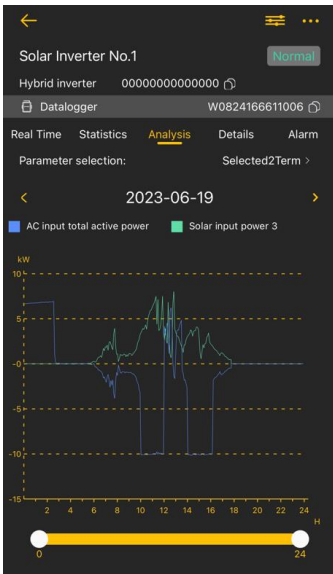 Solar Inverter No.1
Normal
Hybrid inverter 00000000000000
Datalogger W0824166611006
Real Time Statistics Analysis Details Alarm
Parameter selection: Selected2Term >
< 2023-06-19 >
AC input total active power Solar input power 3
kW
10
5
-0
-5
-10
-15
2 4 6 8 10 12 14 16 18 20 22 24
H
0 24